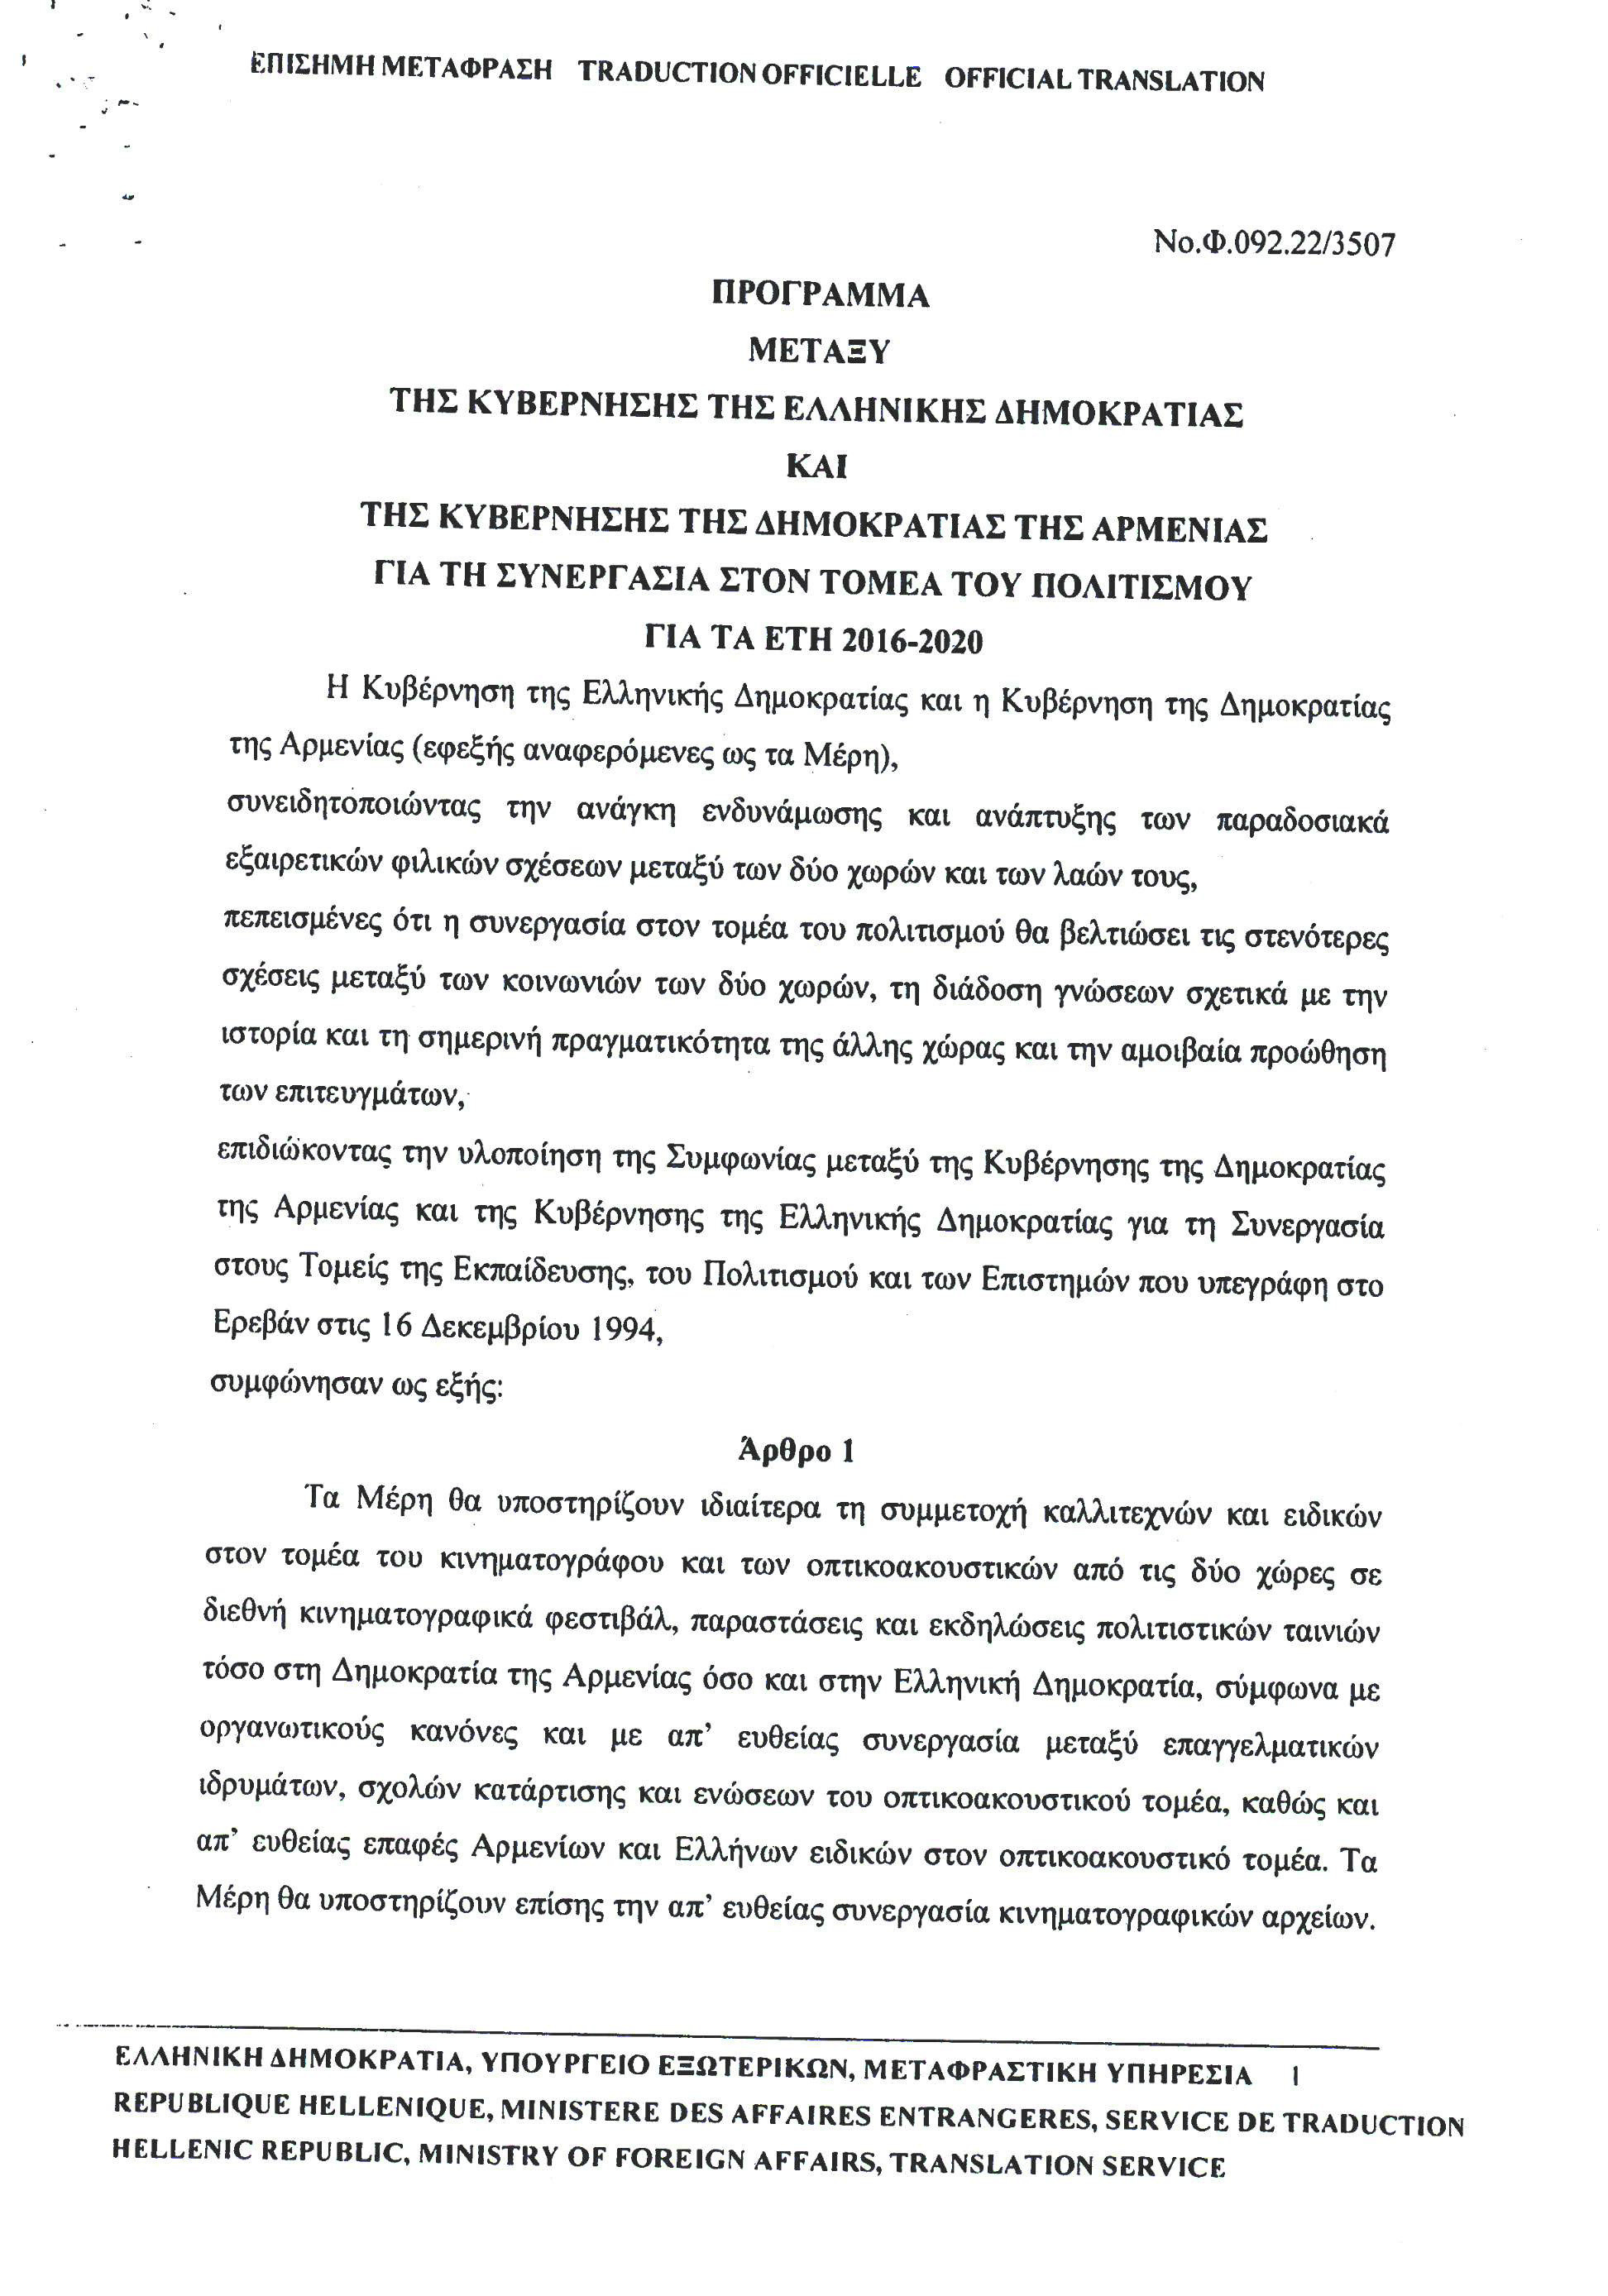 ΕΠΙΣΗΜΗ ΜΕΤΑΦΡΑΣΗ TRADUCTION OFFICIELLE OFFICIAL TRANSLATION
Νο.Φ.092.22/3507
ΠΡΟΓΡΑΜΜΑ
ΜΕΤΑΞΥ
ΤΗΣ ΚΥΒΕΡΝΗΣΗΣ ΤΗΣ ΕΛΛΗΝΙΚΗΣ ΔΗΜΟΚΡΑΤΙΑΣ
ΚΑΙ
ΤΗΣ ΚΥΒΕΡΝΗΣΗΣ ΤΗΣ ΔΗΜΟΚΡΑΤΙΑΣ ΤΗΣ ΑΡΜΕΝΙΑΣ
ΓΙΑ ΤΗ ΣΥΝΕΡΓΑΣΙΑ ΣΤΟΝ ΤΟΜΕΑ ΤΟΥ ΠΟΛΙΤΙΣΜΟΥ
ΓΙΑ ΤΑ ΕΤΗ 2016-2020
Η Κυβέρνηση της Ελληνικής Δημοκρατίας και η Κυβέρνηση της Δημοκρατίας
της Αρμενίας (εφεξής αναφερόμενες ως τα Μέρη),
συνειδητοποιώντας την ανάγκη ενδυνάμωσης και ανάπτυξης των παραδοσιακά
εξαιρετικών φιλικών σχέσεων μεταξύ των δύο χωρών και των λαών τους,
πεπεισμένες ότι η συνεργασία στον τομέα του πολιτισμού θα βελτιώσει τις στενότερες
σχέσεις μεταξύ των κοινωνιών των δύο χωρών, τη διάδοση γνώσεων σχετικά με την
ιστορία και τη σημερινή πραγματικότητα της άλλης χώρας και την αμοιβαία προώθηση
των επιτευγμάτων,
επιδιώκοντας την υλοποίηση της Συμφωνίας μεταξύ της Κυβέρνησης της Δημοκρατίας
της Αρμενίας και της Κυβέρνησης της Ελληνικής Δημοκρατίας για τη Συνεργασία
στους Τομείς της Εκπαίδευσης, του Πολιτισμού και των Επιστημών που υπεγράφη στο
Ερεβάν στις 16 Δεκεμβρίου 1994,
συμφώνησαν ως εξής:
Άρθρο 1
Τα Μέρη θα υποστηρίζουν ιδιαίτερα τη συμμετοχή καλλιτεχνών και ειδικών
στον τομέα του κινηματογράφου και των οπτικοακουστικών από τις δύο χώρες σε
διεθνή κινηματογραφικά φεστιβάλ, παραστάσεις και εκδηλώσεις πολιτιστικών ταινιών
τόσο στη Δημοκρατία της Αρμενίας όσο και στην Ελληνική Δημοκρατία, σύμφωνα με
οργανωτικούς κανόνες και με απ’ ευθείας συνεργασία μεταξύ επαγγελματικών
ιδρυμάτων, σχολών κατάρτισης και ενώσεων του οπτικοακουστικού τομέα, καθώς και
απ’ ευθείας επαφές Αρμενίων και Ελλήνων ειδικών στον οπτικοακουστικό τομέα. Τα
Μέρη θα υποστηρίζουν επίσης την απ’ ευθείας συνεργασία κινηματογραφικών αρχείων.
ΕΛΛΗΝΙΚΗ ΔΗΜΟΚΡΑΤΙΑ, ΥΠΟΥΡΓΕΙΟ ΕΞΩΤΕΡΙΚΩΝ, ΜΕΤΑΦΡΑΣΤΙΚΗ ΥΠΗΡΕΣΙΑ 1
REPUBLIQUE HELLENIQUE, MINISTERE DES AFFAIRES ENTRANGERES, SERVICE DE TRADUCTION
HELLENIC REPUBLIC, MINISTRY OF FOREIGN AFFAIRS, TRANSLATION SERVICE